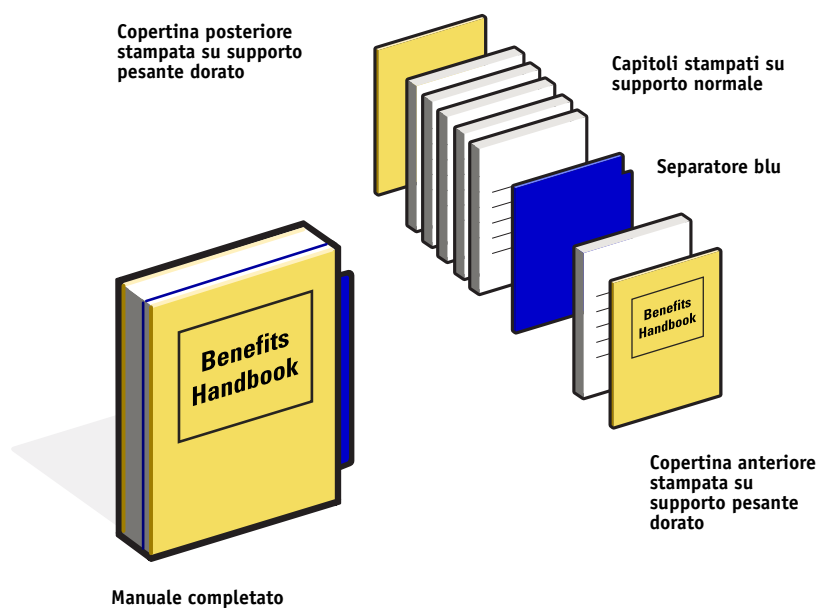 Copertina posteriore
stampata su supporto
pesante dorato
Capitoli stampati su
supporto normale
Separatore blu
Benefits
Handbook
Benefits
Handbook
Copertina anteriore
stampata su
supporto pesante
dorato
Manuale completato